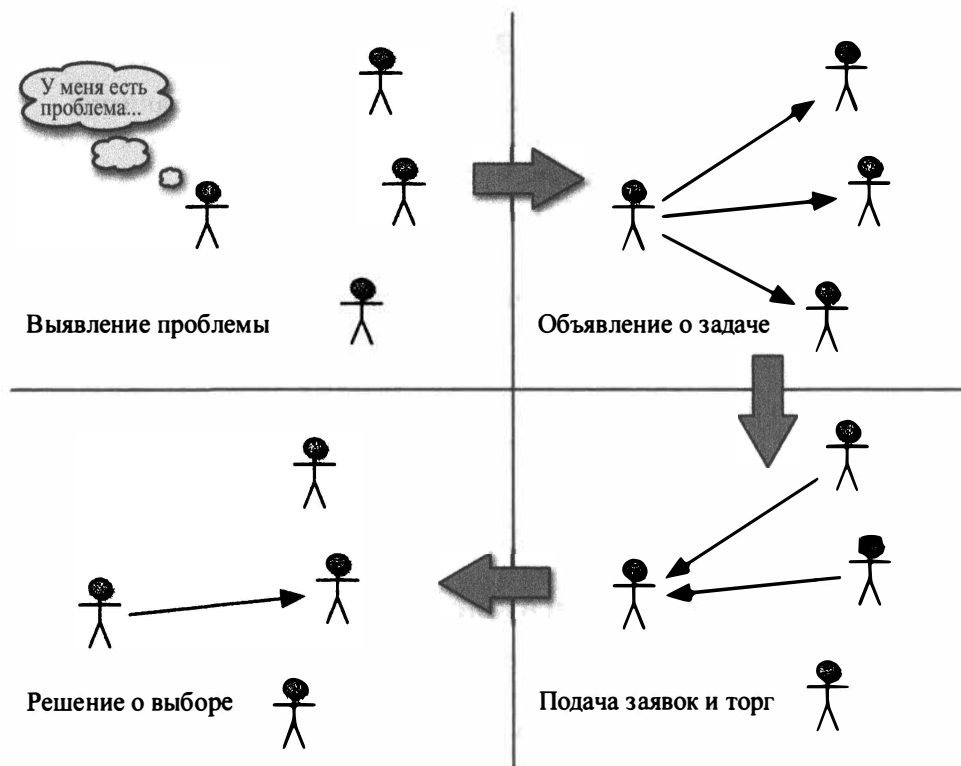 У меня есть
проблема...
Выявление проблемы
Объявление о задаче
Решение о выборе
Подача заявок и торг